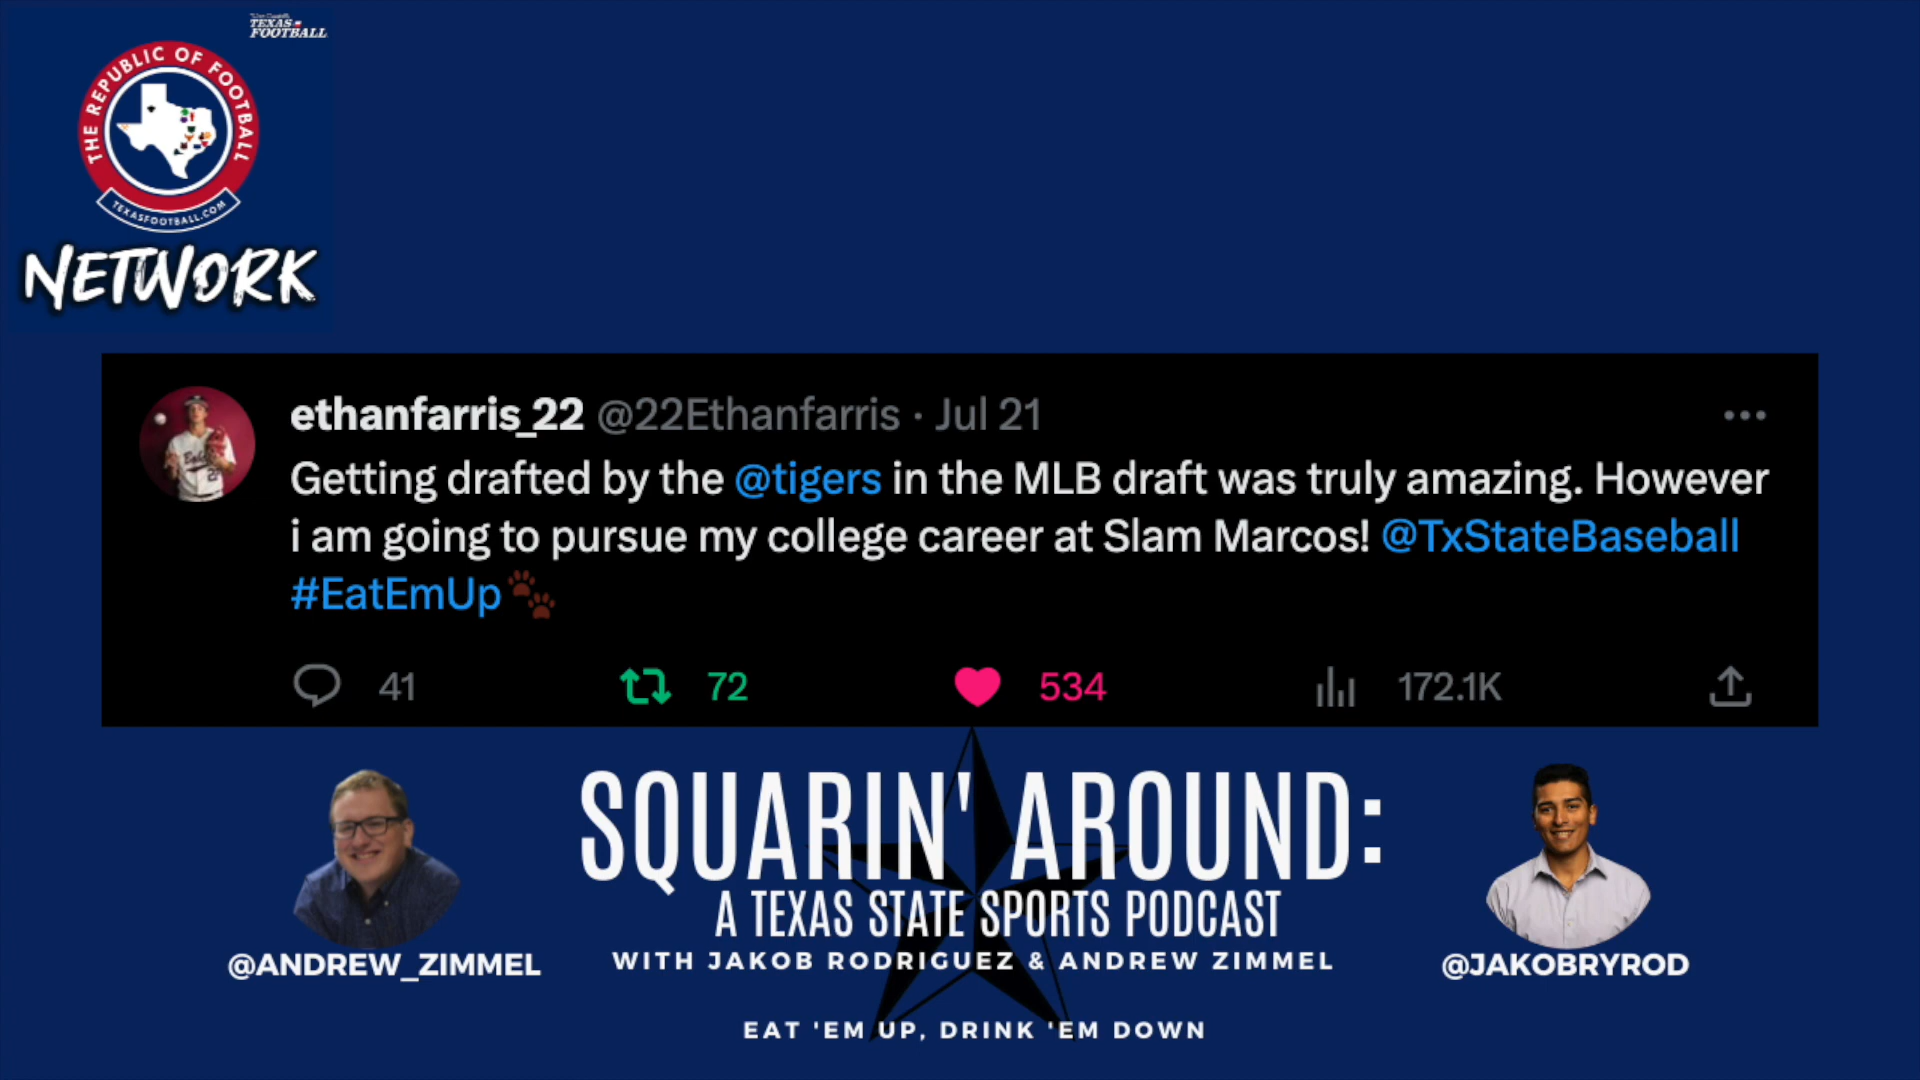 Dave Campbell's
TEXAS
FOOTBALL
THE REPUBLIC OF FOOTBALL
TEXASFOOTBALL.COM
NETWORK
ethanfarris_22 @22Ethanfarris · Jul 21
Getting drafted by the @tigers in the MLB draft was truly amazing. However
i am going to pursue my college career at Slam Marcos! @TxStateBaseball
#EatEmUp
41 72 534 172.1K
SQUARIN' AROUND:
A TEXAS STATE SPORTS PODCAST
WITH JAKOB RODRIGUEZ & ANDREW ZIMMEL
@ANDREW_ZIMMEL
@JAKOBRYROD
EAT 'EM UP, DRINK 'EM DOWN